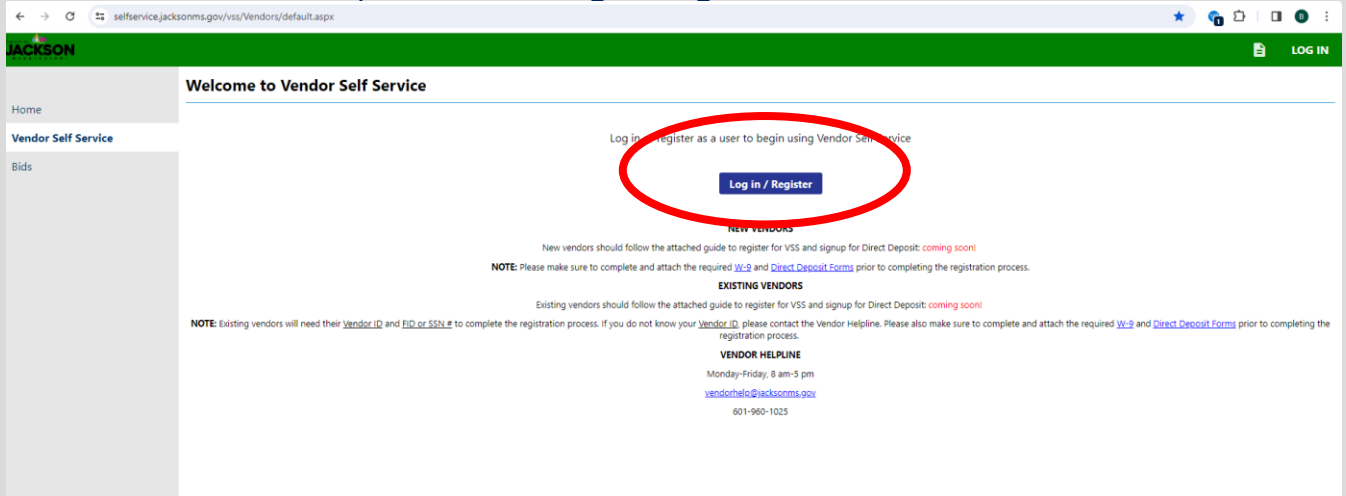 selfservice.jacksonms.gov/vss/Vendors/default.aspx
B
JACKSON
LOG IN
Welcome to Vendor Self Service
Home
Vendor Self Service
Bids
Log in register as a user to begin using Vendor Self Service
Log in / Register
NEW VENDORS
New vendors should follow the attached guide to register for VSS and signup for Direct Deposit: coming soon!
NOTE: Please make sure to complete and attach the required W-9 and Direct Deposit Forms prior to completing the registration process.
EXISTING VENDORS
Existing vendors should follow the attached guide to register for VSS and signup for Direct Deposit: coming soon!
NOTE: Existing vendors will need their Vendor ID and FID or SSN # to complete the registration process. If you do not know your Vendor ID, please contact the Vendor Helpline. Please also make sure to complete and attach the required W-9 and Direct Deposit Forms prior to completing the
registration process.
VENDOR HELPLINE
Monday-Friday, 8 am-5 pm
vendorhelp@jacksonms.gov
601-960-1025